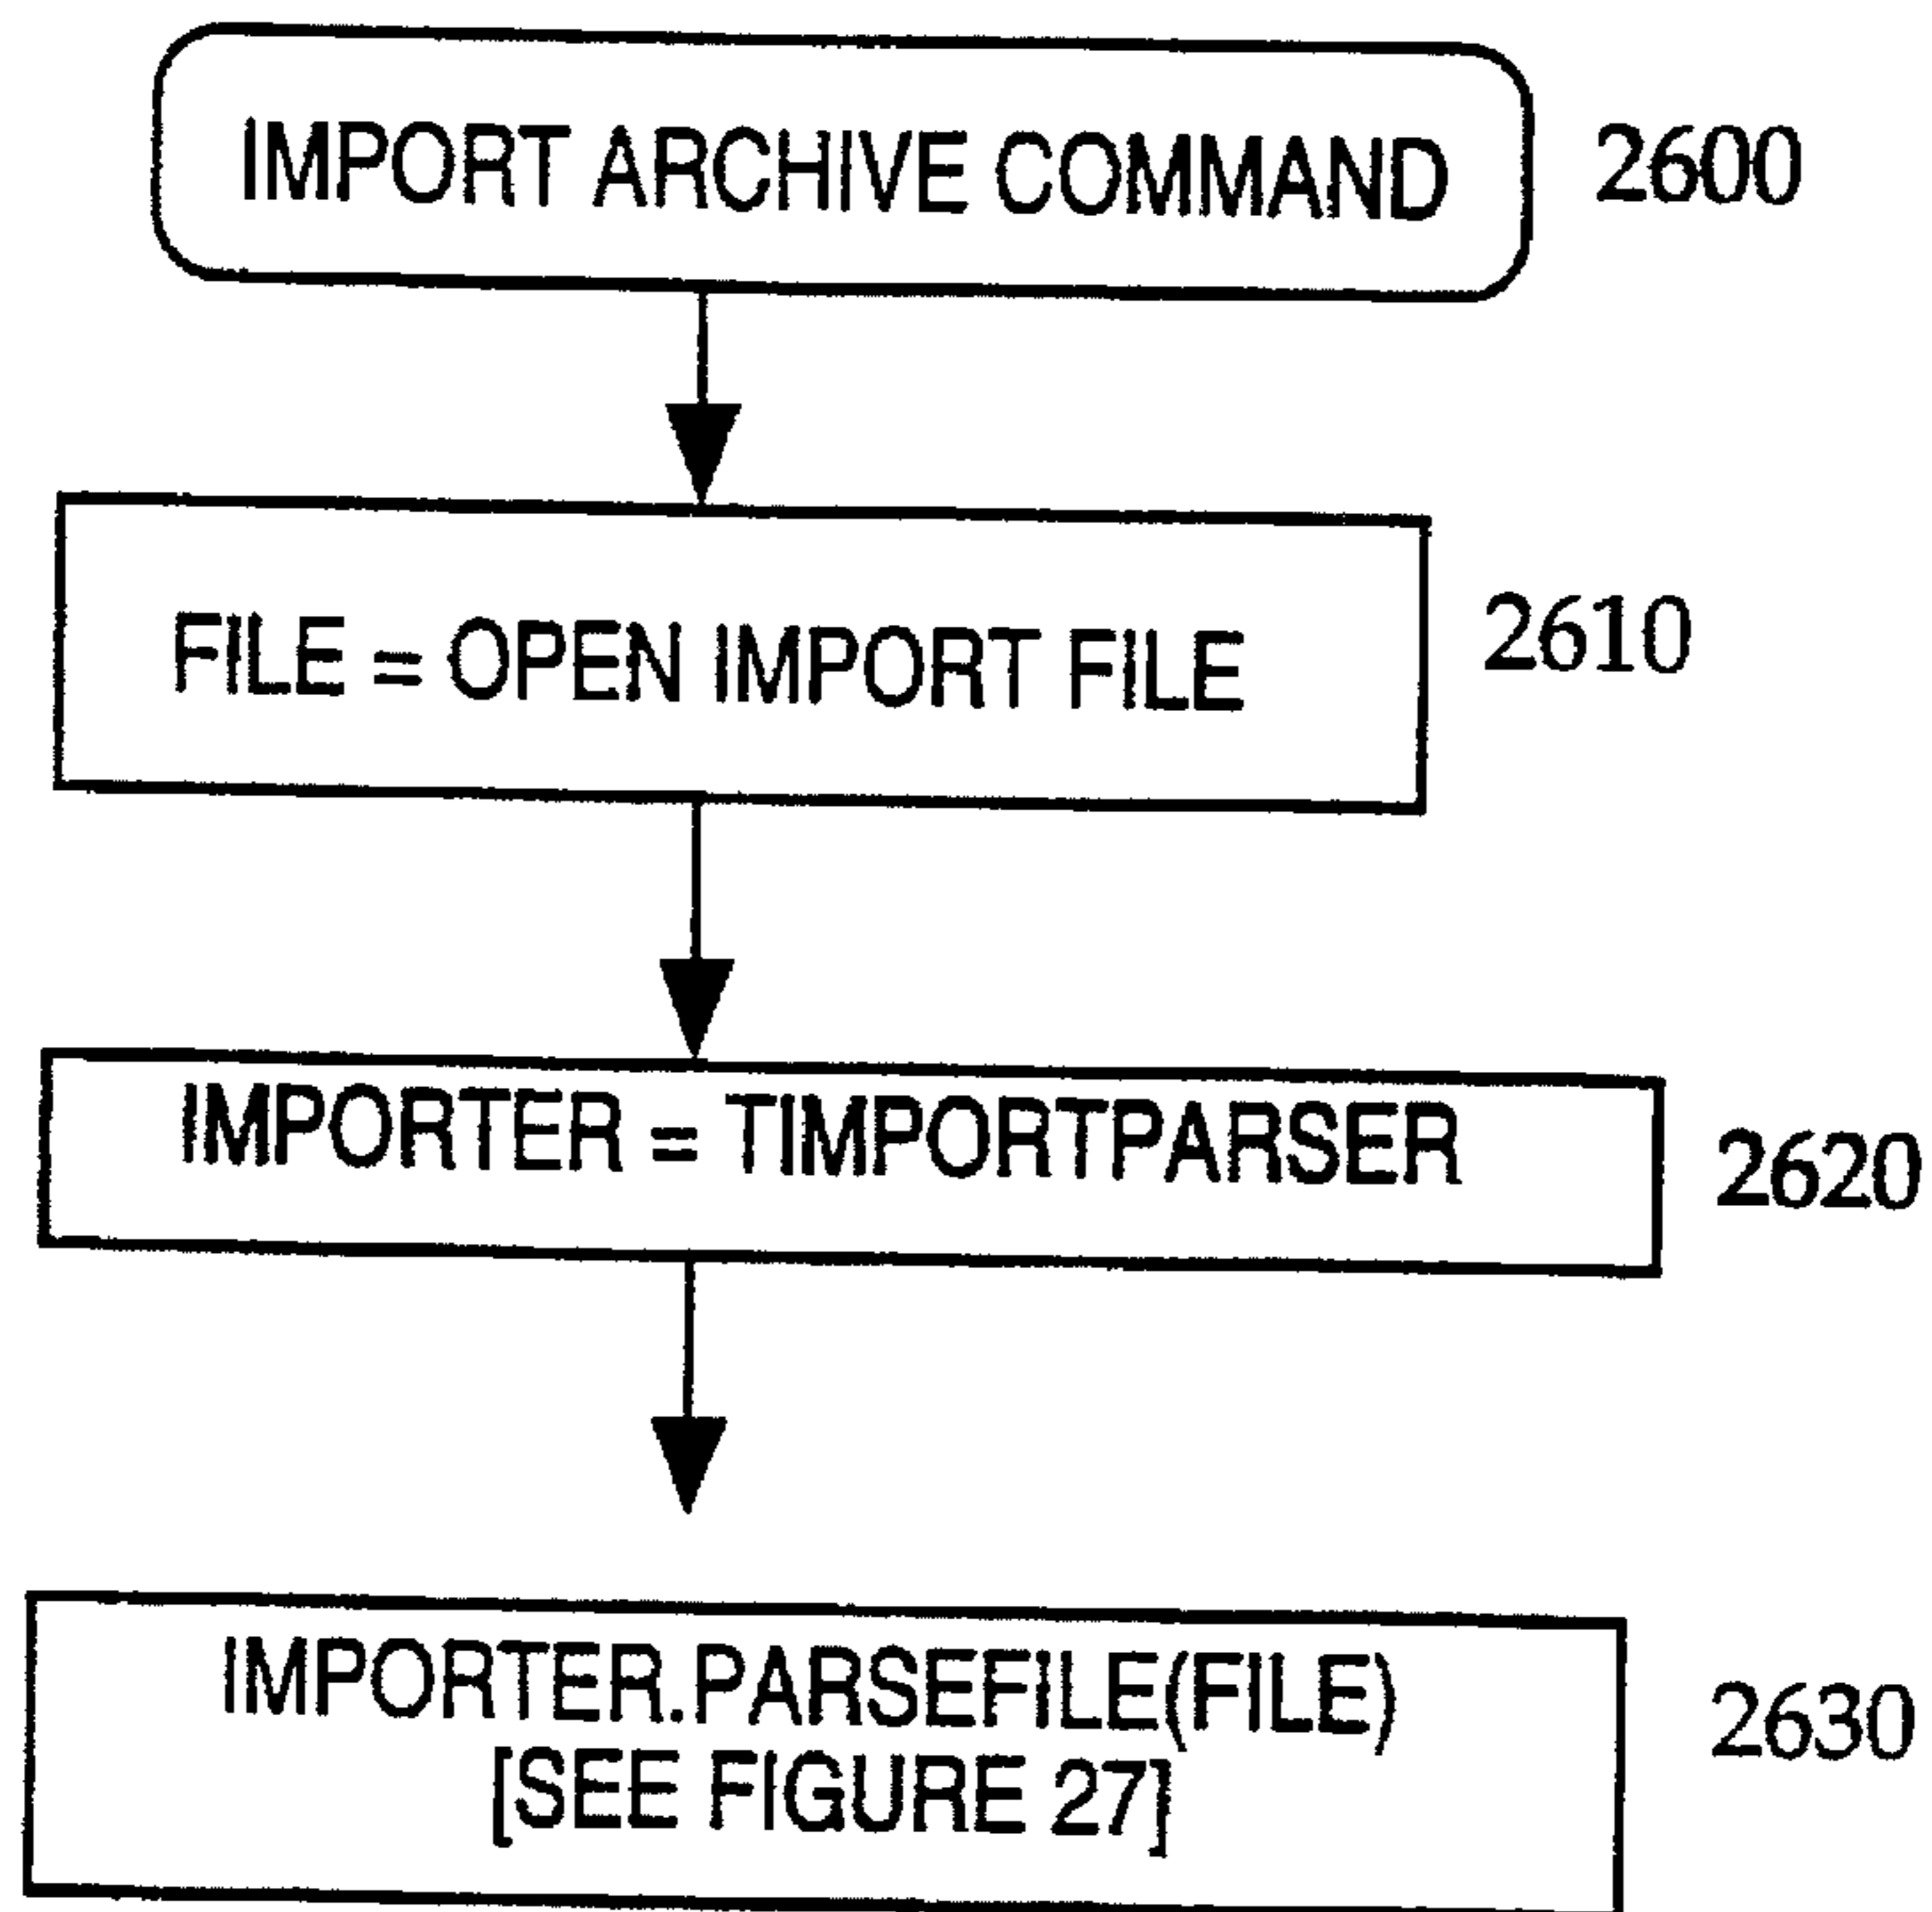 IMPORT ARCHIVE COMMAND 2600
FILE = OPEN IMPORT FILE 2610
IMPORTER = TIMPORTPARSER 2620
IMPORTER.PARSEFILE(FILE) 2630
[SEE FIGURE 27]